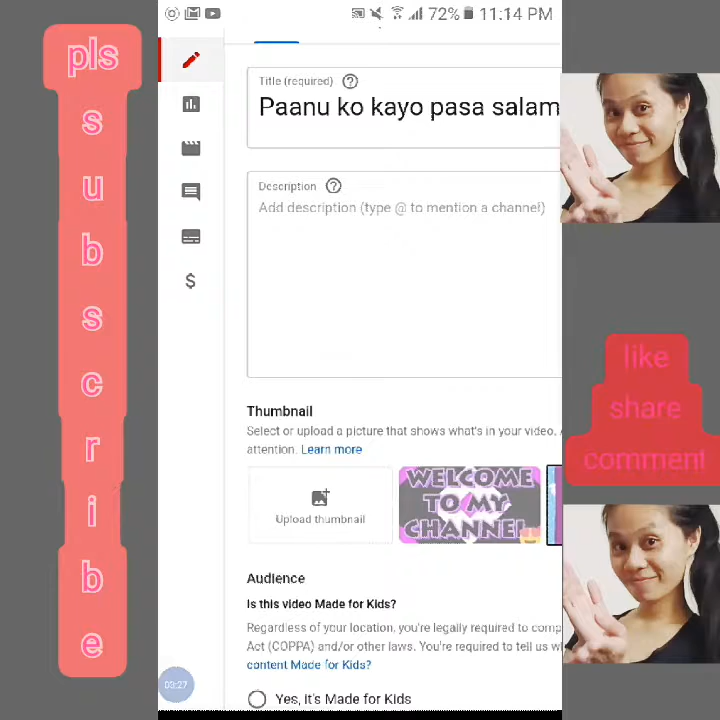 pls
s
u
b
s
c
r
i
b
e
72% 11:14 PM
Title (required)
Paanu ko kayo pasa salam
Description
Add description (type @ to mention a channel)
$
Thumbnail
Select or upload a picture that shows what's in your video.
attention. Learn more
Upload thumbnail
WELCOME
TO MY
CHANNEL
Audience
Is this video Made for Kids?
Regardless of your location, you're legally required to comp
Act (COPPA) and/or other laws. You're required to tell us w
content Made for Kids?
Yes, it's Made for Kids
03:27
like
share
comment